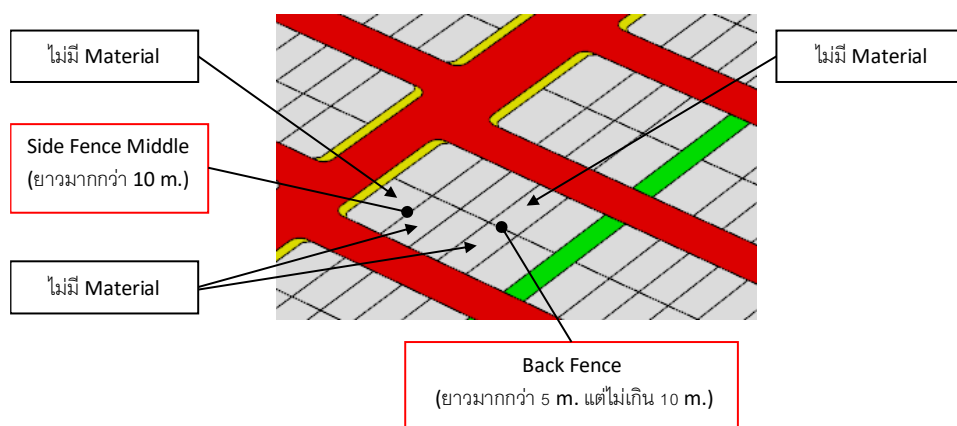 ไม่มี Material
ไม่มี Material
Side Fence Middle
(ยาวมากกว่า 10 m.)
ไม่มี Material
Back Fence
(ยาวมากกว่า 5 m. แต่ไม่เกิน 10 m.)